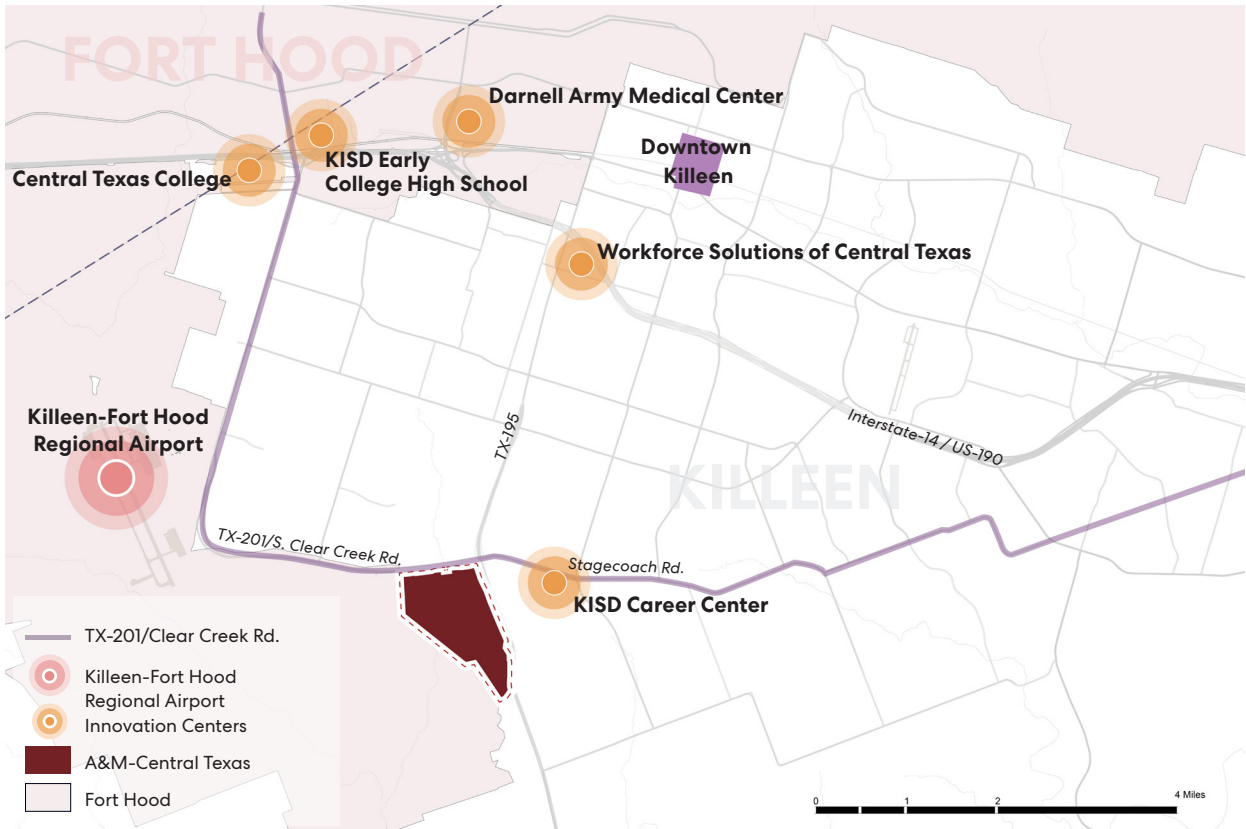 FORT HOOD
Darnell Army Medical Center
Downtown
Killeen
KISD Early
College High School
Central Texas College
Workforce Solutions of Central Texas
Killeen-Fort Hood
Regional Airport
TX-195
Interstate-14 / US-190
KILLEEN
TX-201/S. Clear Creek Rd.
Stagecoach Rd.
KISD Career Center
TX-201/Clear Creek Rd.
Killeen-Fort Hood
Regional Airport
Innovation Centers
A&M-Central Texas
Fort Hood
0 1 2 4 Miles